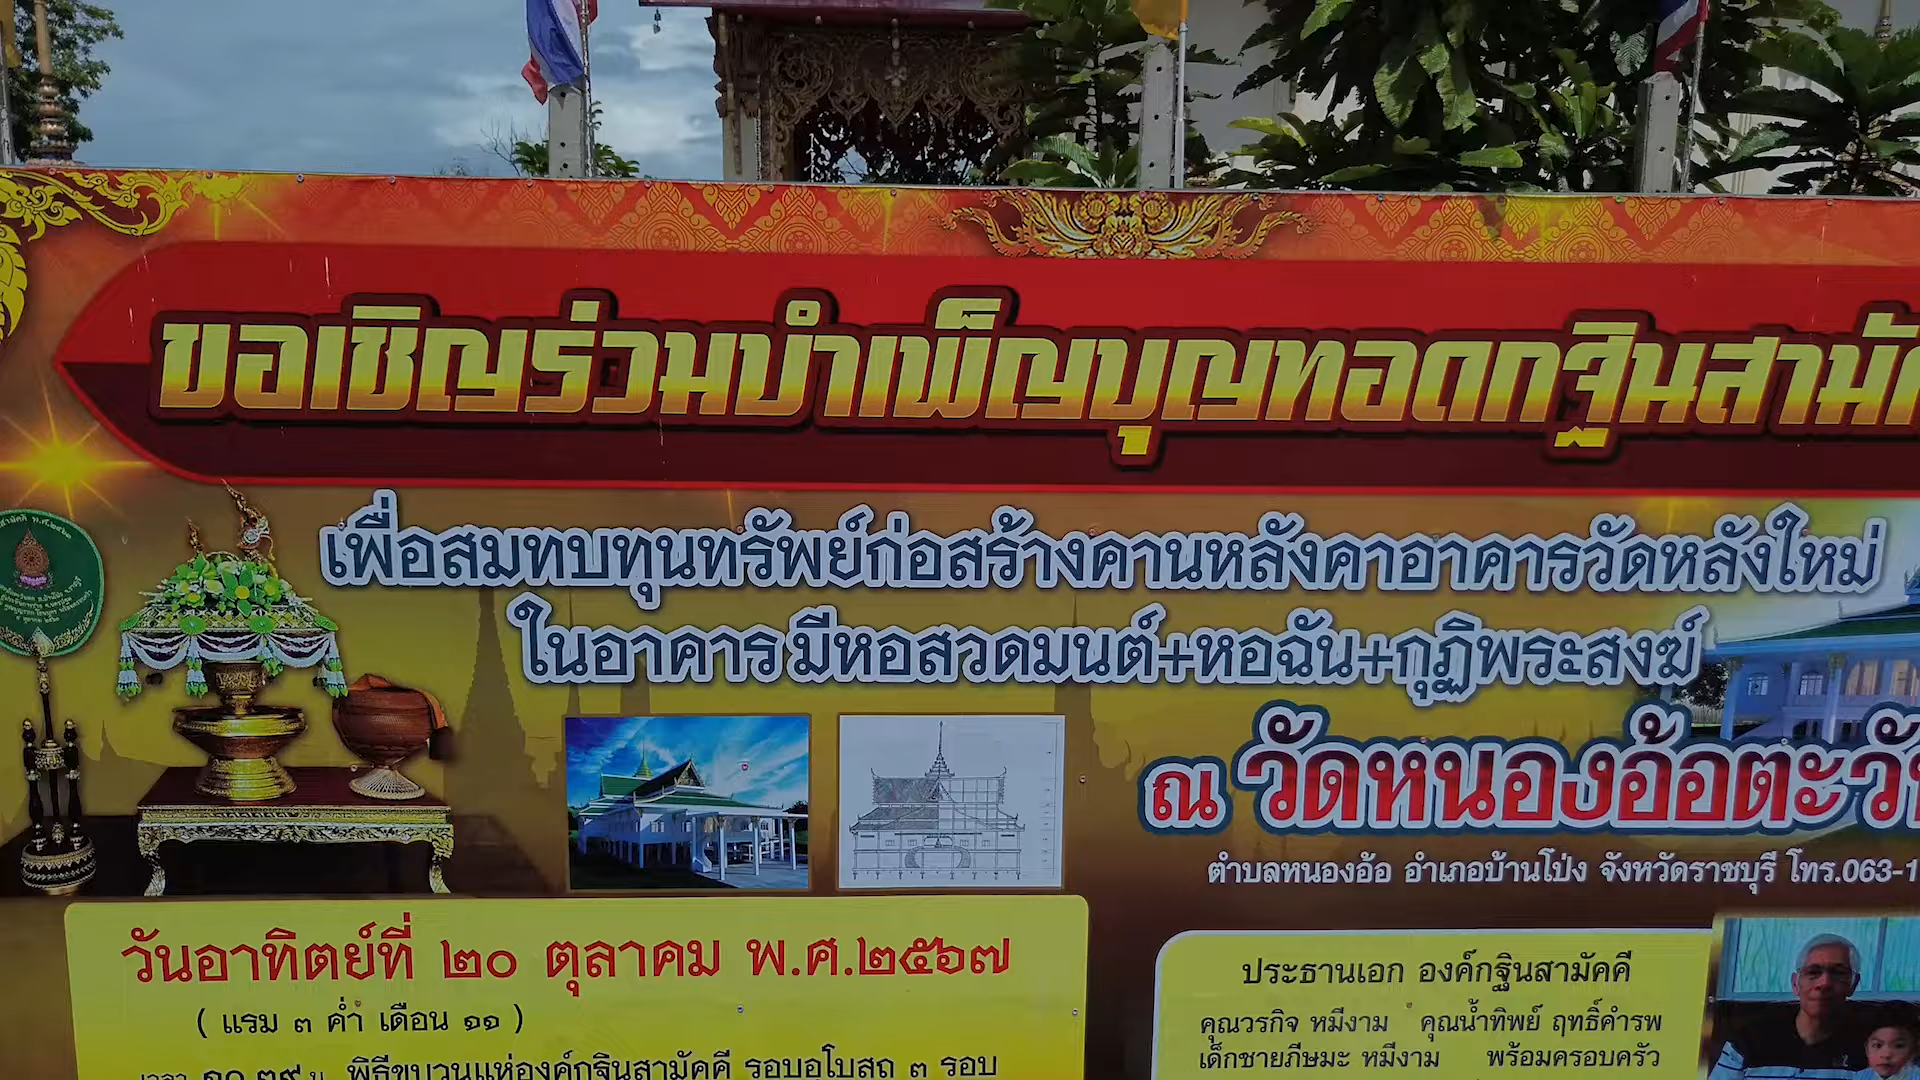 ขอเชิญร่วมบำเพ็ญบุญทอดกฐินสามัค
เพื่อสมทบทุนทรัพย์ก่อสร้างคานหลังคาอาคารวัดหลังใหม่
ในอาคาร มีหอสวดมนต์+หอฉัน+กุฏิพระสงฆ์
ณ วัดหนองอ้อตะวัน
ตำบลหนองอ้อ อำเภอบ้านโป่ง จังหวัดราชบุรี โทร.063-1
วันอาทิตย์ที่ ๒๐ ตุลาคม พ.ศ.๒๕๖๗
( แรม ๓ ค่ำ เดือน ๑๑ )
เวลา ๑๐.๓๙ น. พิธีขบวนแห่องค์กฐินสามัคคี รอบอุโบสถ ๓ รอบ
ประธานเอก องค์กฐินสามัคคี
คุณวรกิจ หมีงาม คุณน้ำทิพย์ ฤทธิ์คำรพ
เด็กชายภีษมะ หมีงาม พร้อมครอบครัว